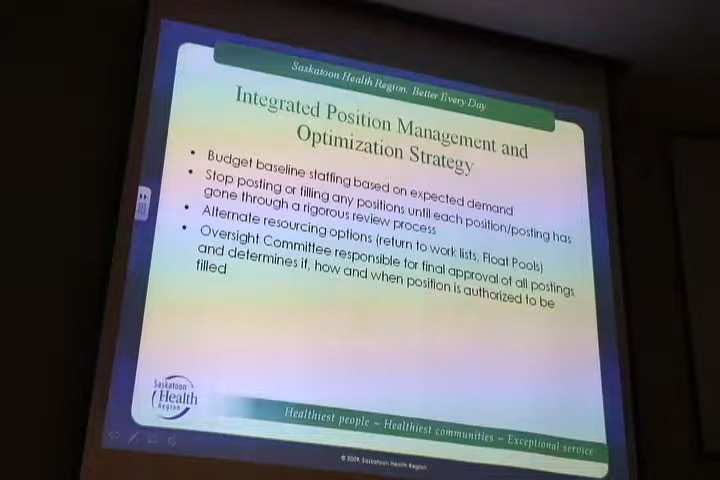 Saskatoon Health Region. Better Every Day
Integrated Position Management and
Optimization Strategy
• Budget baseline staffing based on expected demand
• Stop posting or filling any positions until each position/posting has
gone through a rigorous review process
• Alternate resourcing options (return to work lists, Float Pools)
• Oversight Committee responsible for final approval of all postings
and determines if, how and when position is authorized to be
filled
Saskatoon
Health
Region
Healthiest people ~ Healthiest communities ~ Exceptional service
© 2009, Saskatoon Health Region